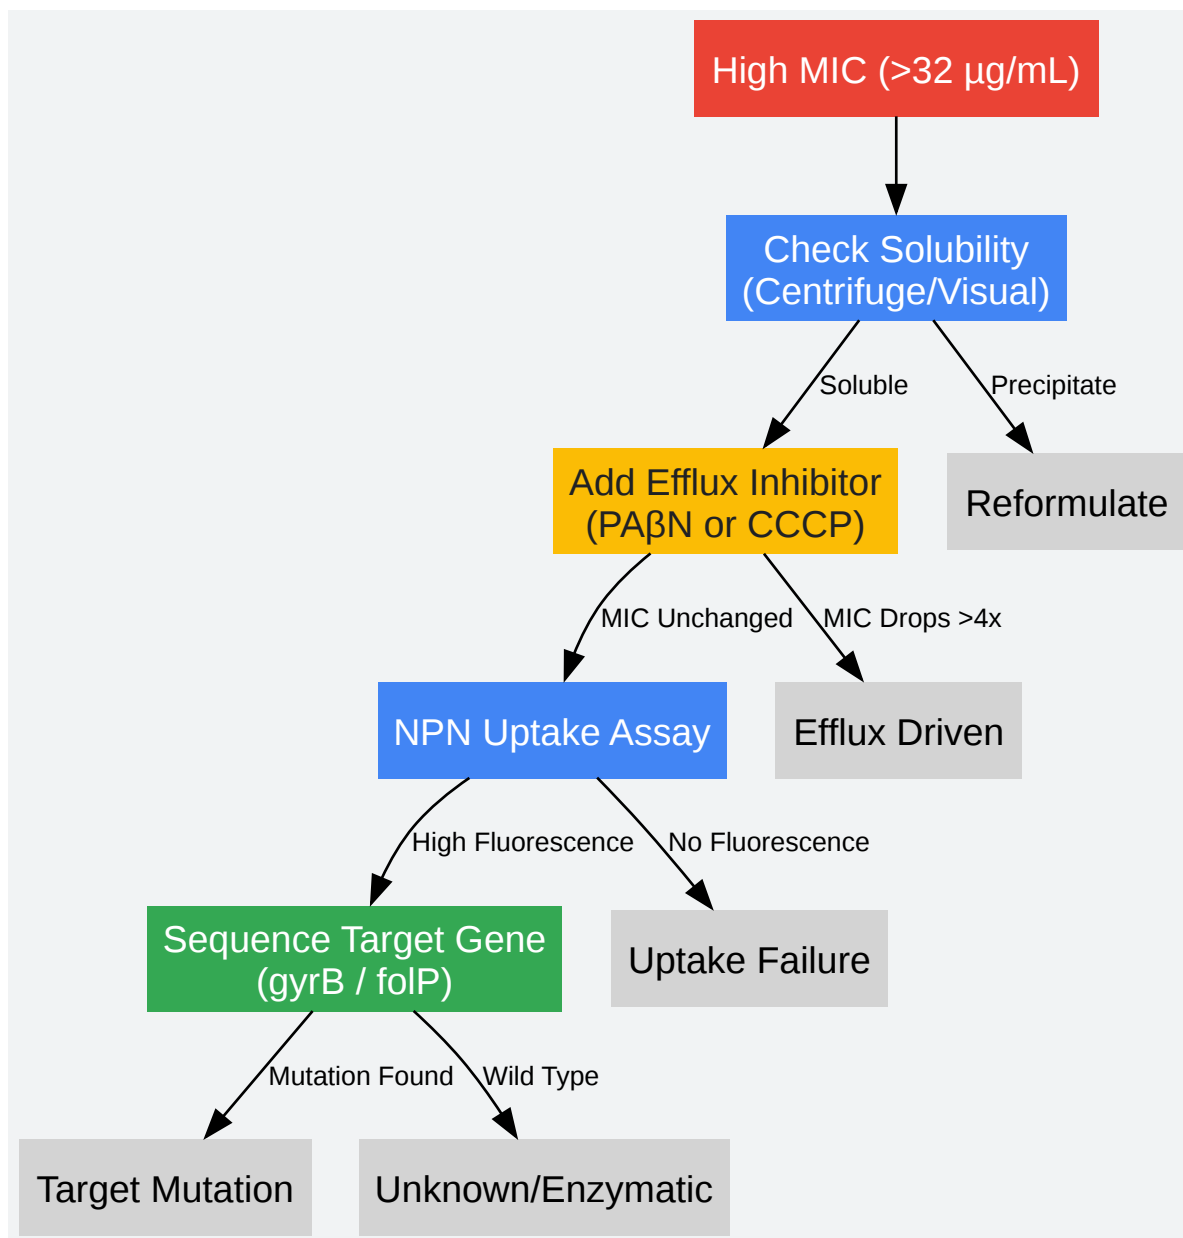 High MIC (>32 µg/mL)
Check Solubility
(Centrifuge/Visual)
Soluble
Precipitate
Add Efflux Inhibitor
(PAβN or CCCP)
Reformulate
MIC Unchanged
MIC Drops >4x
NPN Uptake Assay
Efflux Driven
High Fluorescence
No Fluorescence
Sequence Target Gene
(gyrB / folP)
Uptake Failure
Mutation Found
Wild Type
Target Mutation
Unknown/Enzymatic